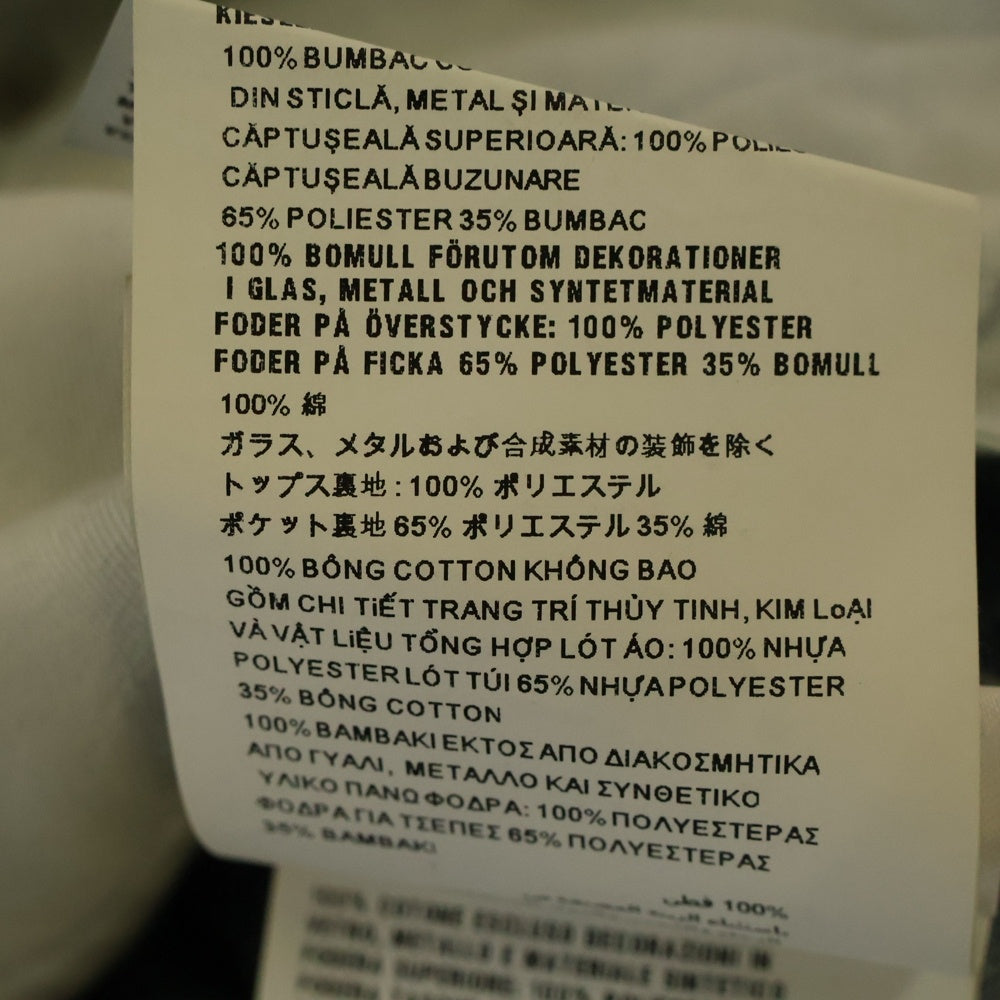 100% BUMBAC
DIN STICLĂ, METAL ȘI
CĂPTUȘEALĂ SUPERIOARĂ: 100%
CĂPTUȘEALĂ BUZUNARE
65% POLIESTER 35% BUMBAC
100% BOMULL FÖRUTOM DEKORATIONER
I GLAS, METALL OCH SYNTETMATERIAL
FODER PÅ ÖVERSTYCKE: 100% POLYESTER
FODER PÅ FICKA 65% POLYESTER 35% BOMULL
100% 綿
ガラス、メタルおよび合成素材の装飾を除く
トップス裏地 : 100% ポリエステル
ポケット裏地 65% ポリエステル 35% 綿
100% BÔNG COTTON KHÔNG BAO
GỒM CHI TiẾT TRANG TRÍ THỦY TINH, KIM LoẠI
VÀ VẬT LiỆU TỔNG HỢP LÓT ÁO: 100% NHỰA
POLYESTER LÓT TÚI 65% NHỰA POLYESTER
35% BÔNG COTTON
100% ΒΑΜΒΑΚΙ ΕΚΤΟΣ ΑΠΟ ΔΙΑΚΟΣΜΗΤΙΚΑ
ΑΠΟ ΓΥΑΛΙ, ΜΕΤΑΛΛΟ ΚΑΙ ΣΥΝΘΕΤΙΚΟ
ΥΛΙΚΟ ΠΑΝΩ ΦΟΔΡΑ: 100% ΠΟΛΥΕΣΤΕΡΑΣ
ΦΟΔΡΑ ΓΙΑ ΤΣΕΠΕΣ 65% ΠΟΛΥΕΣΤΕΡΑΣ
35% ΒΑΜΒΑΚΙ
100% قطن